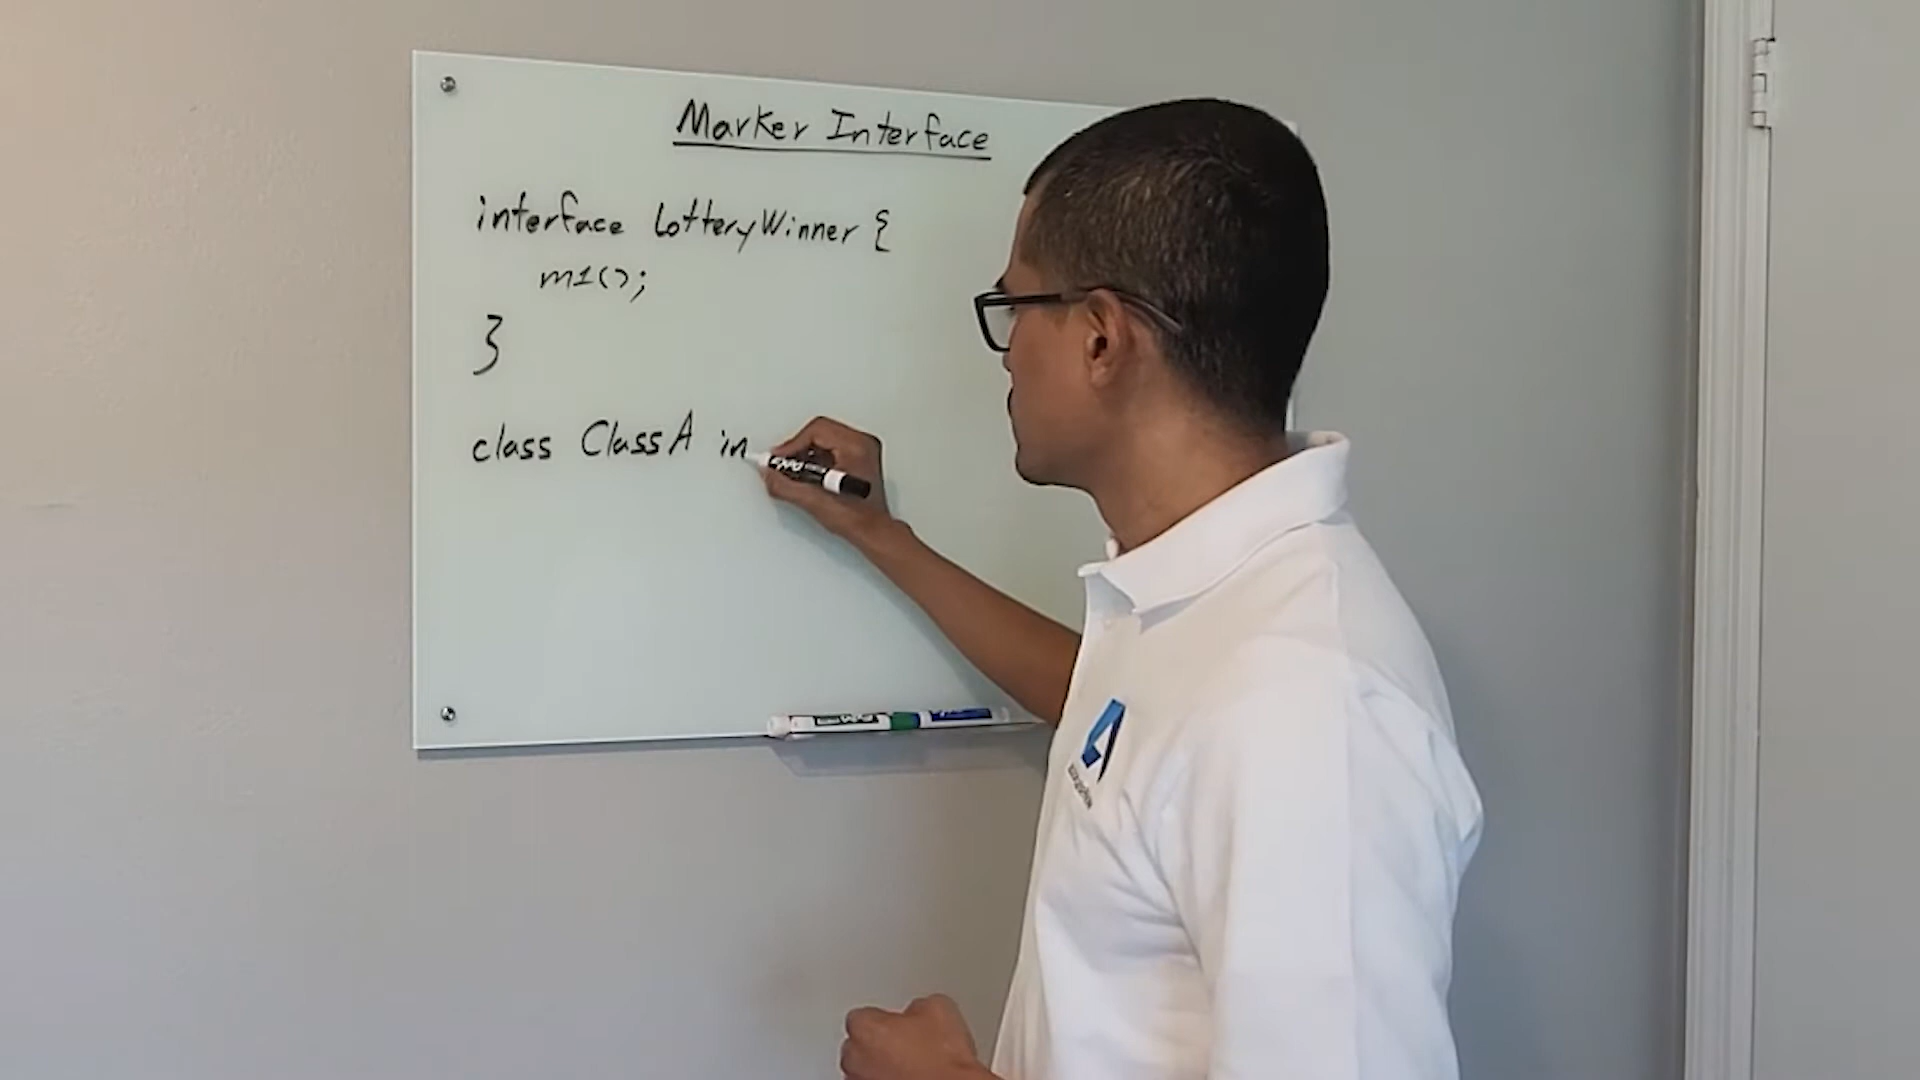 Marker Interface
interface LotteryWinner {
m1();
}
class ClassA in